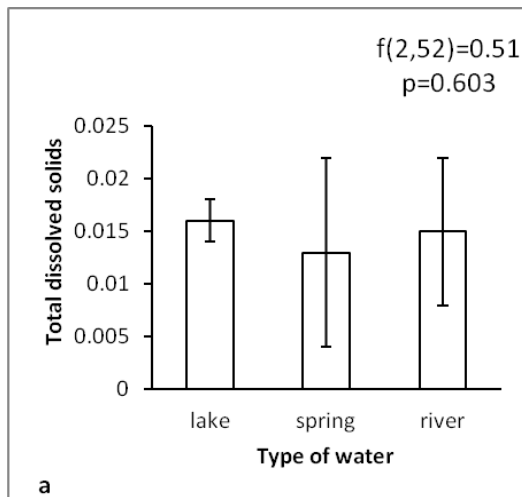 f(2,52)=0.51
p=0.603
Total dissolved solids
0.025
0.02
0.015
0.01
0.005
0
lake spring river
Type of water
a